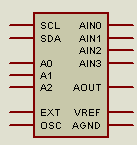 SCL AIN0
SDA AIN1
AIN2
A0 AIN3
A1
A2 AOUT
EXT VREF
OSC AGND